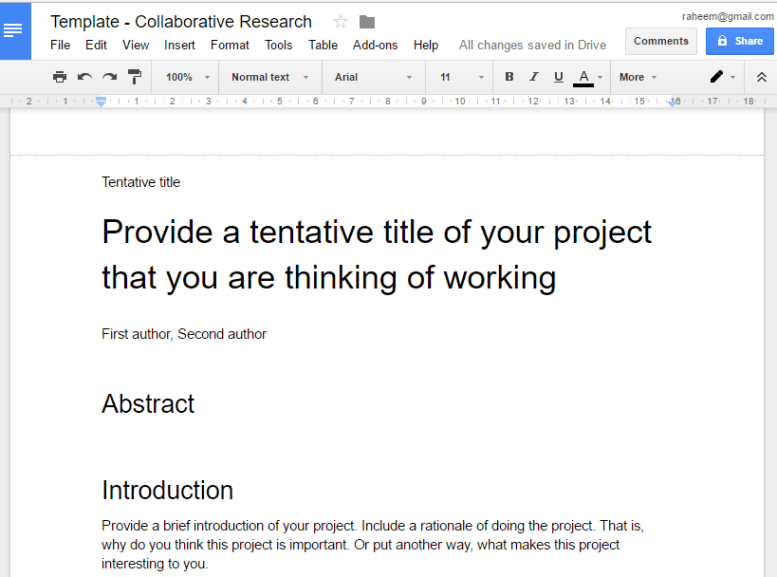 Template - Collaborative Research
raheem@gmail.com
File Edit View Insert Format Tools Table Add-ons Help All changes saved in Drive Comments Share
100% Normal text Arial 11 B I U A More
2 1 1 2 3 4 5 6 7 8 9 10 11 12 13 14 15 16 17 18
Tentative title
Provide a tentative title of your project
that you are thinking of working
First author, Second author
Abstract
Introduction
Provide a brief introduction of your project. Include a rationale of doing the project. That is,
why do you think this project is important. Or put another way, what makes this project
interesting to you.